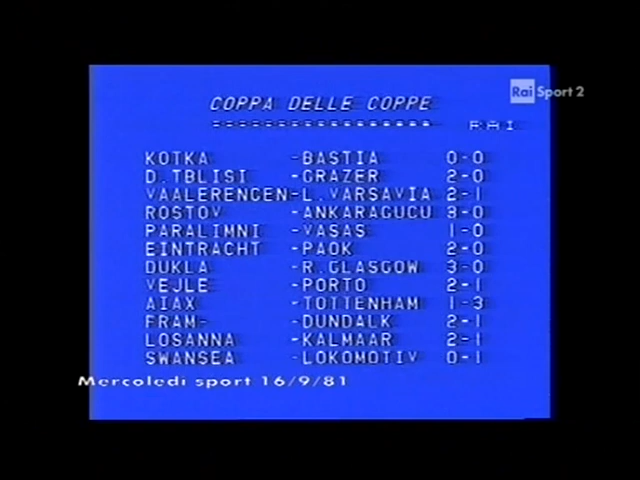 COPPA DELLE COPPE
Rai Sport 2
RAI
KOTKA -BASTIA 0-0
D.TBLISI -GRAZER 2-0
VAALERENGEN-L.VARSAVIA 2-1
ROSTOV -ANKARAGUCU 3-0
PARALIMNI -VASAS 1-0
EINTRACHT -PAOK 2-0
DUKLA -R.GLASGOW 3-0
VEJLE -PORTO 2-1
AIAX -TOTTENHAM 1-3
FRAM- -DUNDALK 2-1
LOSANNA -KALMAAR 2-1
SWANSEA -LOKOMOTIV 0-1
Mercoledì sport 16/9/81